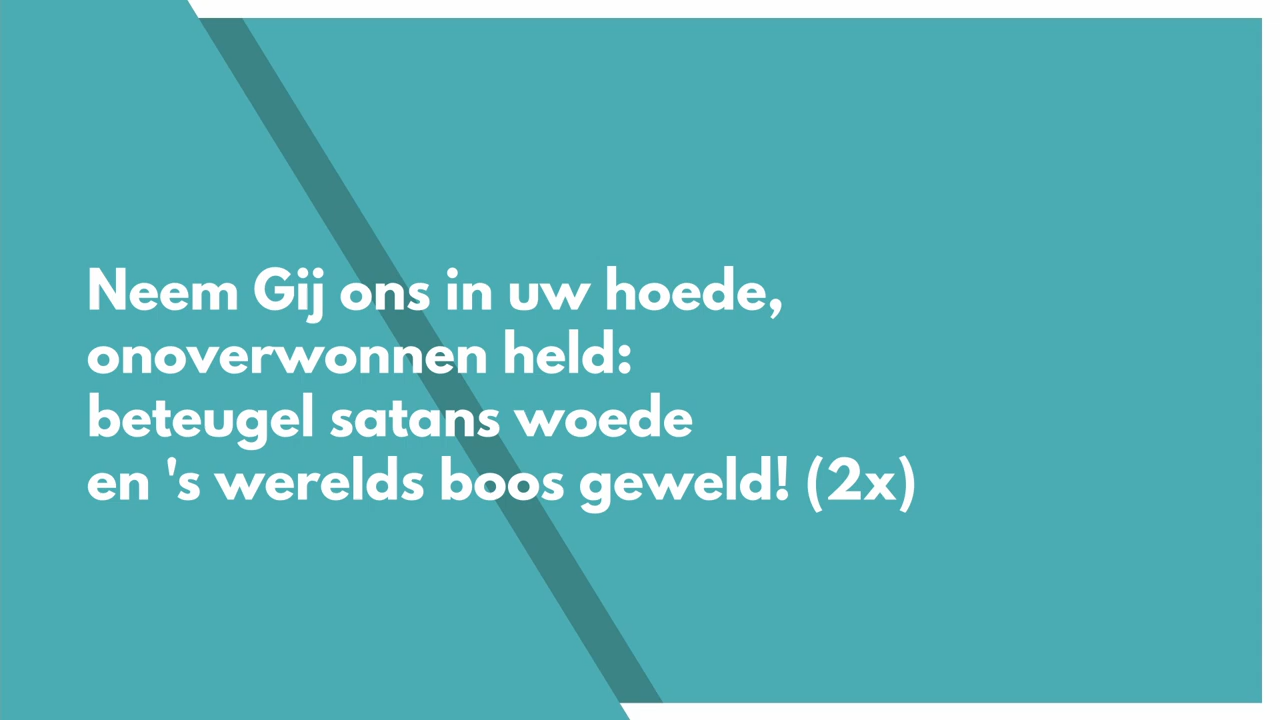 Neem Gij ons in uw hoede,
onoverwonnen held:
beteugel satans woede
en 's werelds boos geweld! (2x)